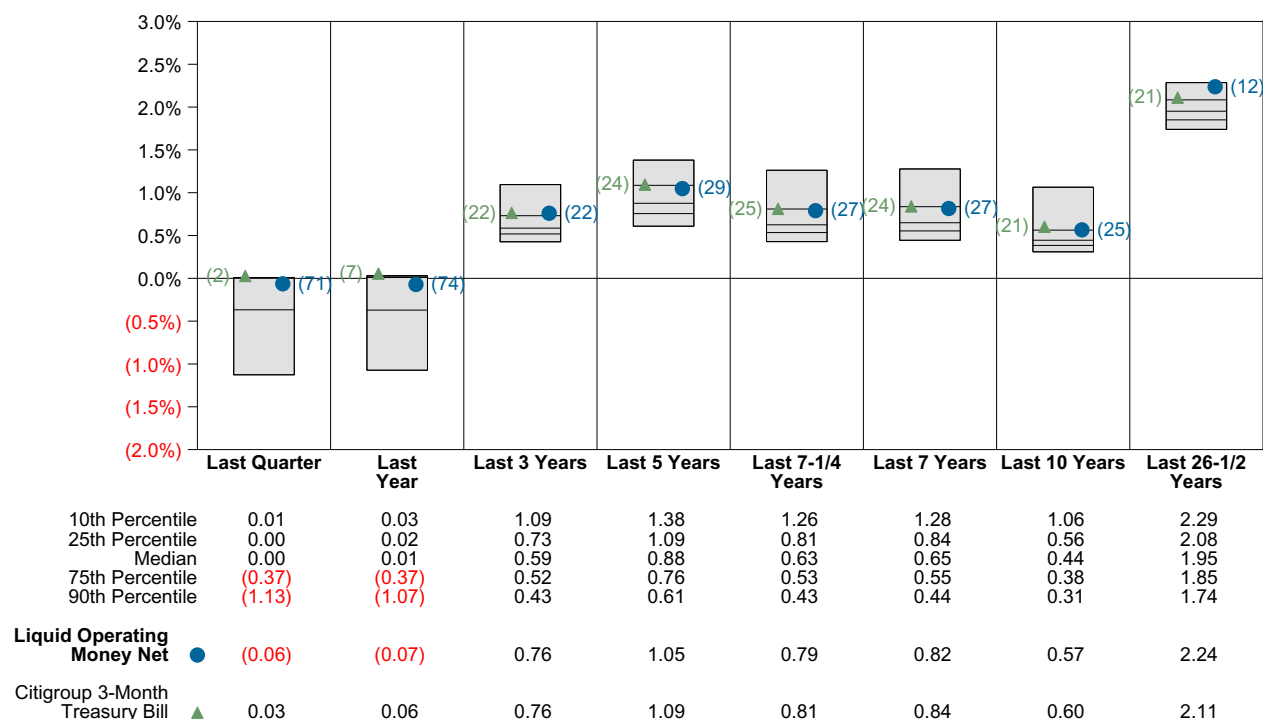 3.0%
2.5%
2.0%
1.5%
1.0%
0.5%
0.0%
(0.5%)
(1.0%)
(1.5%)
(2.0%)
(2) (71) (7) (74) (22) (22) (24) (29) (25) (27) (24) (27) (21) (25) (21) (12)
Last Quarter Last Last 3 Years Last 5 Years Last 7-1/4 Last 7 Years Last 10 Years Last 26-1/2
Year Years Years
10th Percentile 0.01 0.03 1.09 1.38 1.26 1.28 1.06 2.29
25th Percentile 0.00 0.02 0.73 1.09 0.81 0.84 0.56 2.08
Median 0.00 0.01 0.59 0.88 0.63 0.65 0.44 1.95
75th Percentile (0.37) (0.37) 0.52 0.76 0.53 0.55 0.38 1.85
90th Percentile (1.13) (1.07) 0.43 0.61 0.43 0.44 0.31 1.74
Liquid Operating
Money Net (0.06) (0.07) 0.76 1.05 0.79 0.82 0.57 2.24
Citigroup 3-Month
Treasury Bill 0.03 0.06 0.76 1.09 0.81 0.84 0.60 2.11